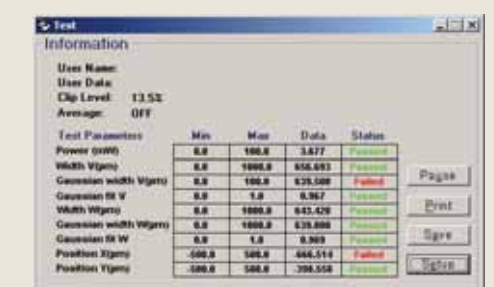 Test
Information
User Name:
User Data:
Clip Level: 13.5%
Average: OFF
Test Parameters Min Max Data Status
Power (mW) 0.0 100.0 3.677 Passed
Width V(μm) 0.0 1000.0 656.693 Passed
Gaussian width V(μm) 0.0 100.0 639.500 Failed
Gaussian fit V 0.0 1.0 0.967 Passed
Width W(μm) 0.0 1000.0 643.420 Passed
Gaussian width W(μm) 0.0 1000.0 639.800 Passed
Gaussian fit W 0.0 1.0 0.969 Passed
Position X(μm) -500.0 500.0 -666.514 Failed
Position Y(μm) -500.0 500.0 -398.558 Passed
Pause
Print
Save
Setup